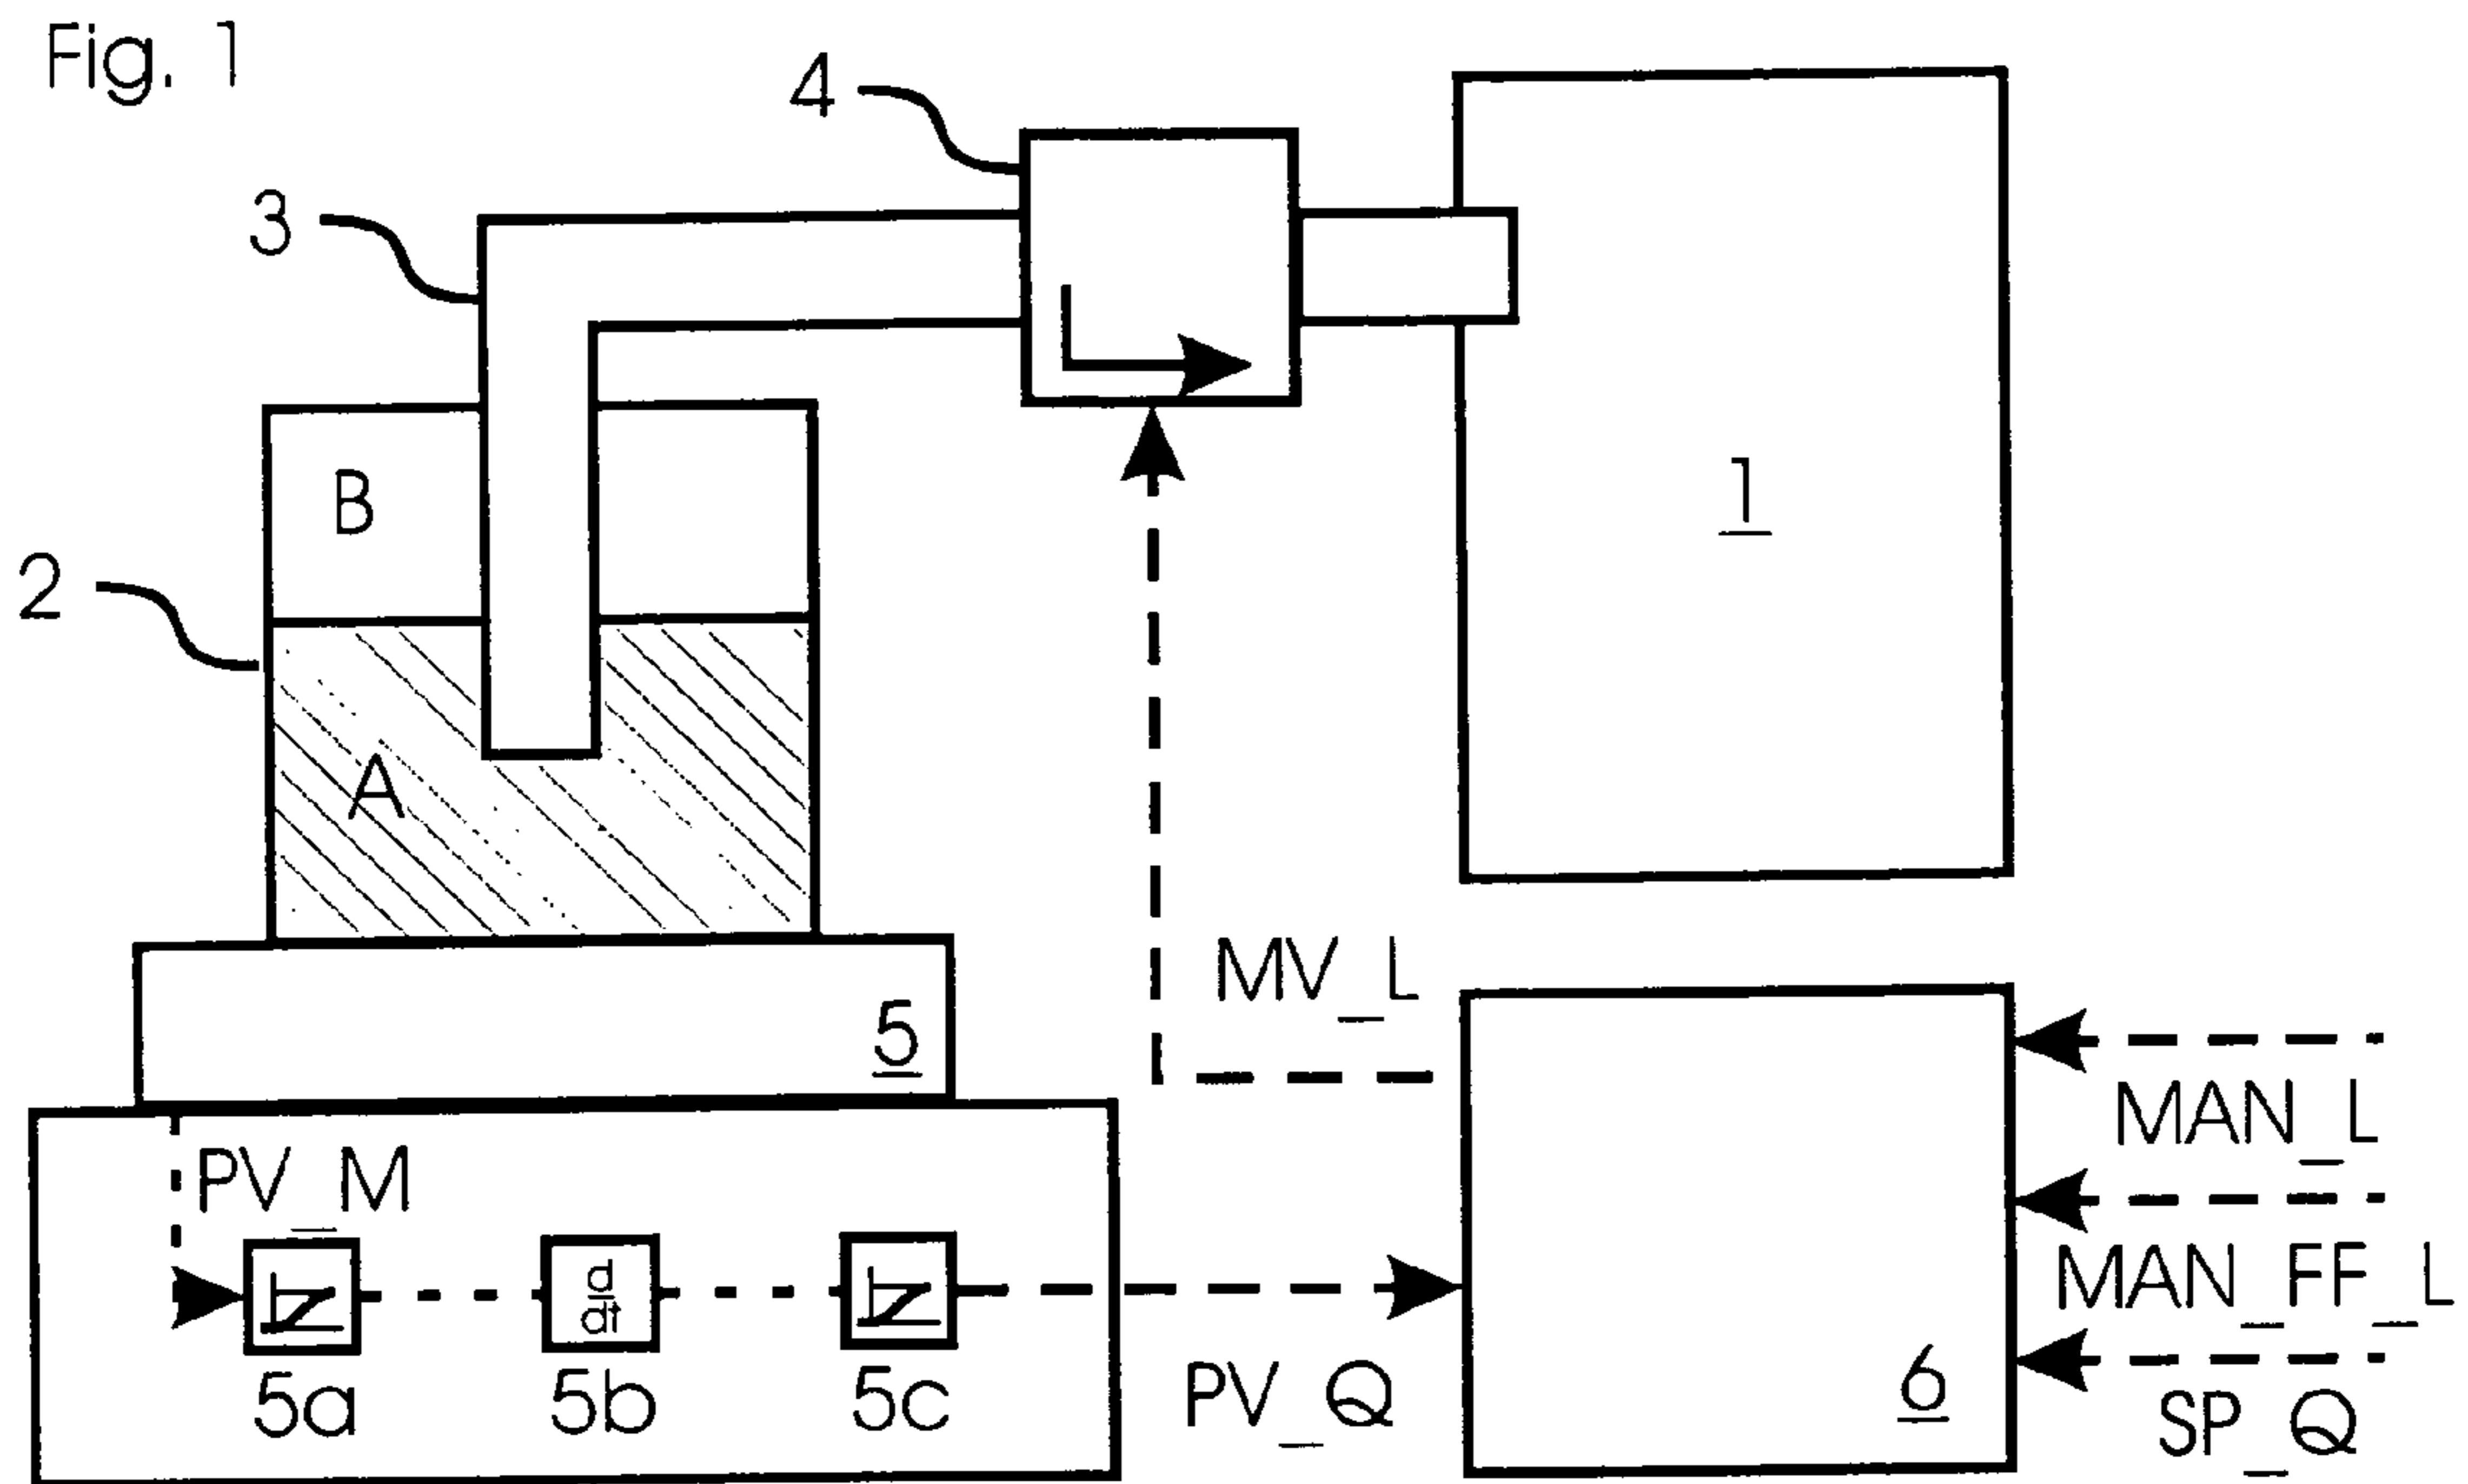 Fig. 1
4
3
B
1
2
A
MV_L
5
MAN_L
PV_M
MAN_FF_L
d
dt
5a
5b
5c
PV_Q
6
SP_Q